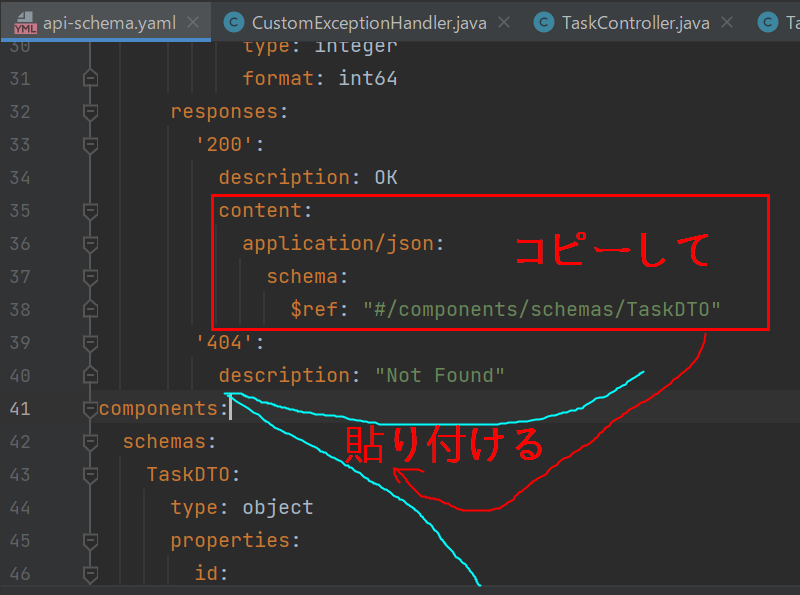 YML api-schema.yaml × C CustomExceptionHandler.java × C TaskController.java × C Ta
30 type: integer
31 format: int64
32 responses:
33 '200':
34 description: OK
35 content:
36 application/json:
コピーして
37 schema:
38 $ref: "#/components/schemas/TaskDTO"
39 '404':
40 description: "Not Found"
41 components:
42 schemas:
貼り付ける
43 TaskDTO:
44 type: object
45 properties:
46 id: